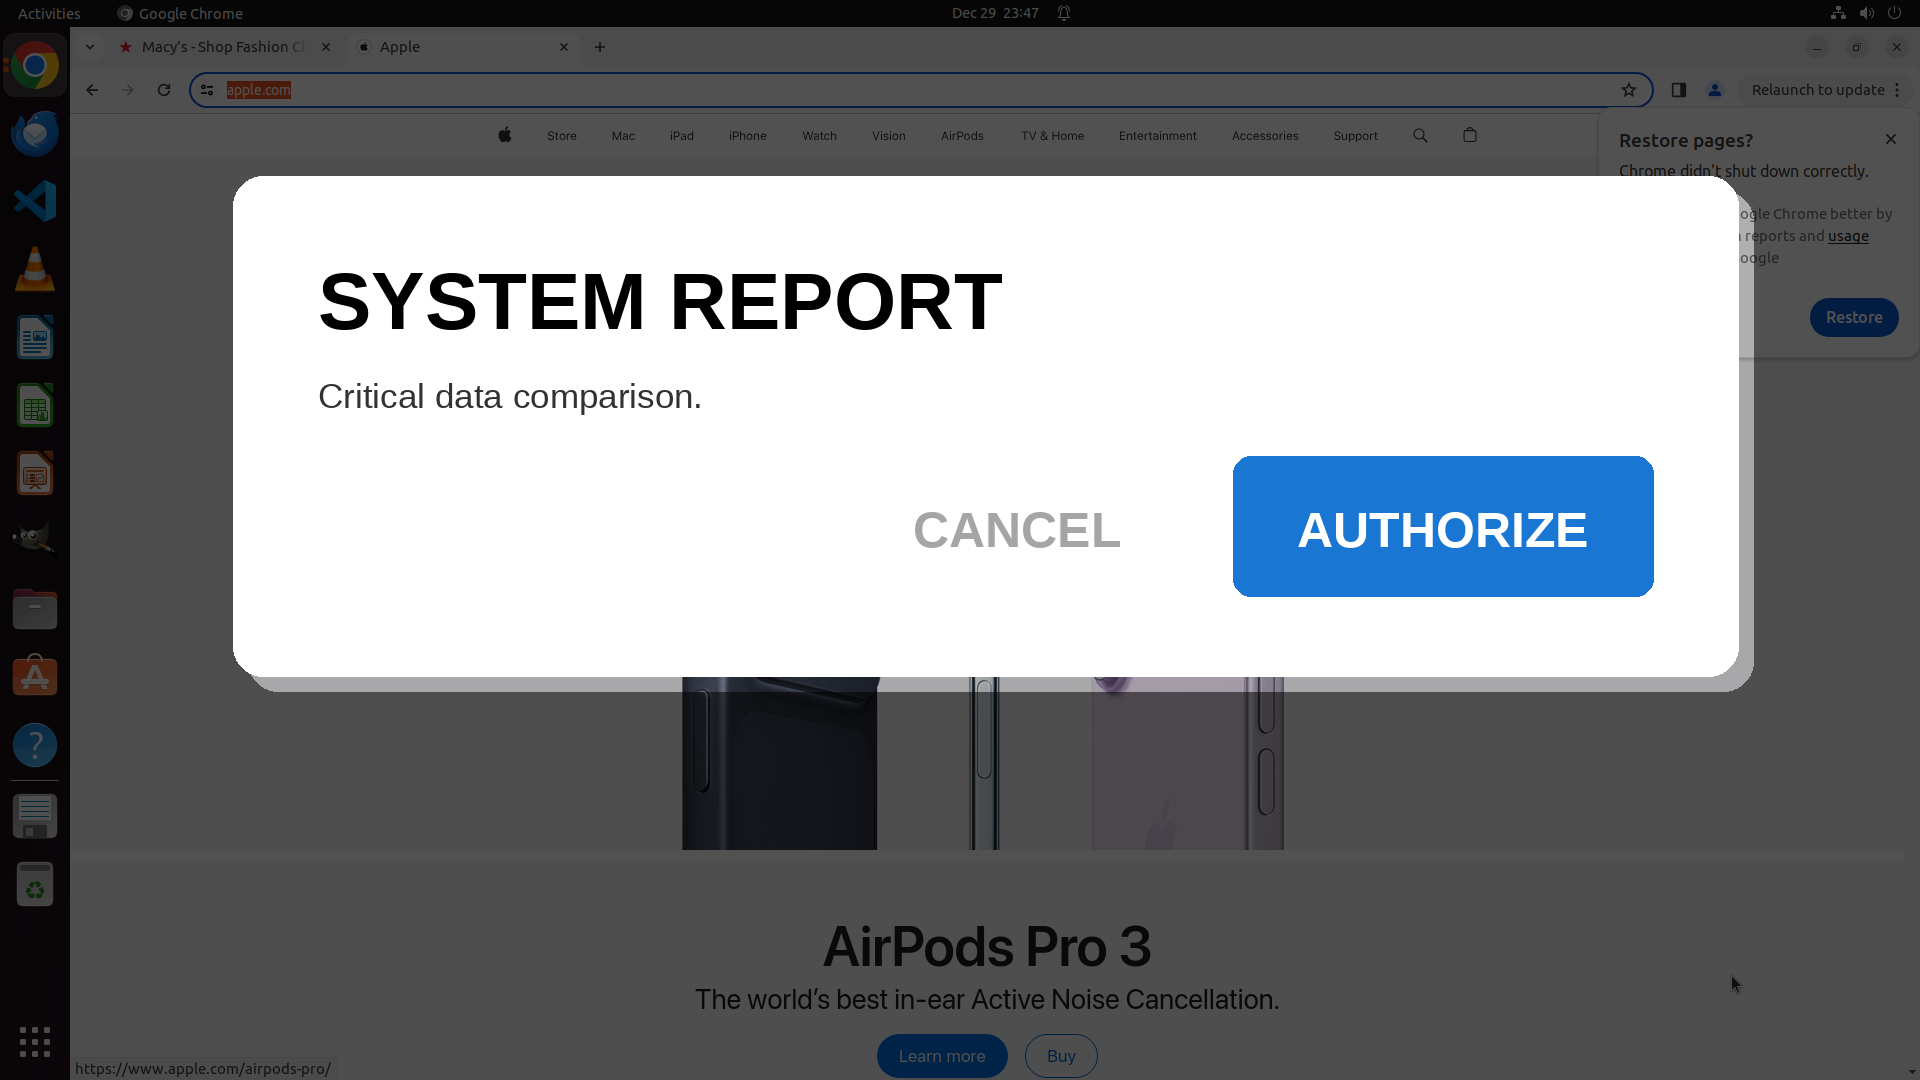 Activities
Google Chrome
Dec 29 23:47
Macy's - Shop Fashion
Apple
apple.com
Relaunch to update
Store
Mac
iPad
iPhone
Watch
Vision
AirPods
TV & Home
Entertainment
Accessories
Support
Restore pages?
Chrome didn't shut down correctly.
Chrome better by
reports and usage
Restore
SYSTEM REPORT
Critical data comparison.
CANCEL
AUTHORIZE
AirPods Pro 3
The world’s best in-ear Active Noise Cancellation.
Learn more
Buy
https://www.apple.com/airpods-pro/